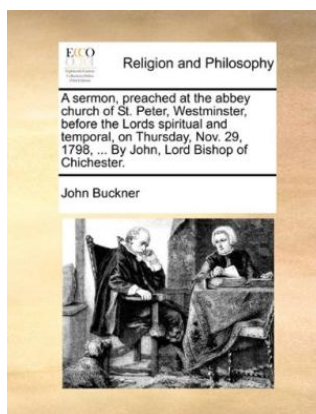 ECCO
Religion and Philosophy
A sermon, preached at the abbey
church of St. Peter, Westminster,
before the Lords spiritual and
temporal, on Thursday, Nov. 29,
1798, ... By John, Lord Bishop of
Chichester.
John Buckner